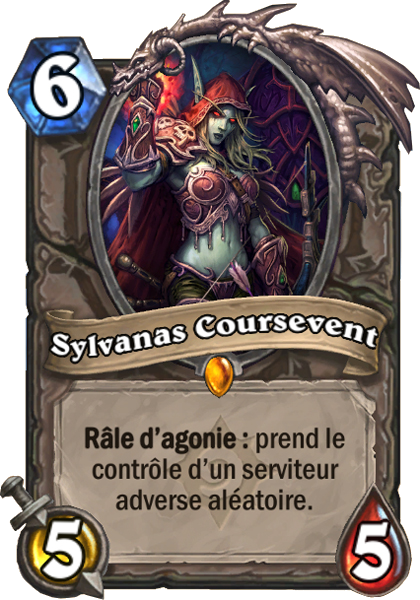 6
Sylvanas Coursevent
Râle d’agonie : prend le
contrôle d’un serviteur
adverse aléatoire.
5
5